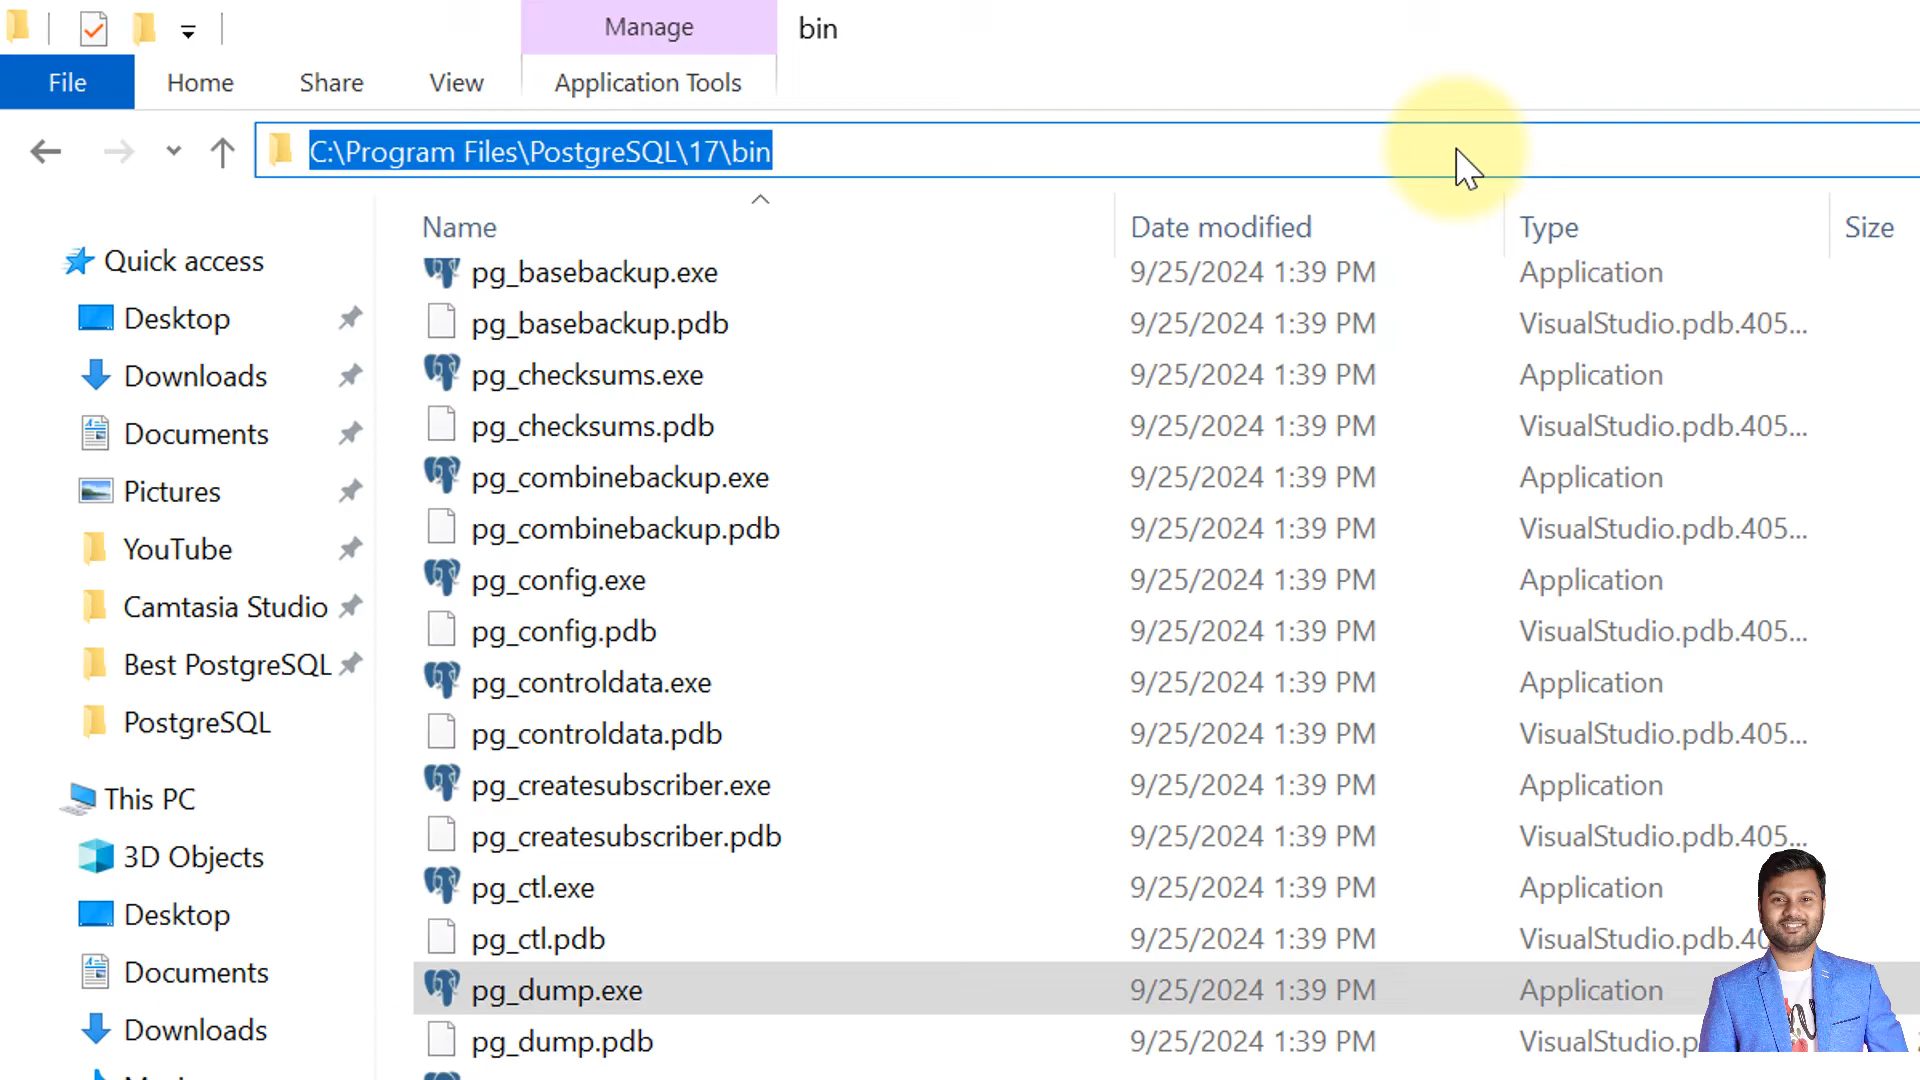 Manage
bin
File
Home
Share
View
Application Tools
C:\Program Files\PostgreSQL\17\bin
Name
Date modified
Type
Size
Quick access
Desktop
Downloads
Documents
Pictures
YouTube
Camtasia Studio
Best PostgreSQL
PostgreSQL
This PC
3D Objects
Desktop
Documents
Downloads
pg_basebackup.exe 9/25/2024 1:39 PM Application
pg_basebackup.pdb 9/25/2024 1:39 PM VisualStudio.pdb.405...
pg_checksums.exe 9/25/2024 1:39 PM Application
pg_checksums.pdb 9/25/2024 1:39 PM VisualStudio.pdb.405...
pg_combinebackup.exe 9/25/2024 1:39 PM Application
pg_combinebackup.pdb 9/25/2024 1:39 PM VisualStudio.pdb.405...
pg_config.exe 9/25/2024 1:39 PM Application
pg_config.pdb 9/25/2024 1:39 PM VisualStudio.pdb.405...
pg_controldata.exe 9/25/2024 1:39 PM Application
pg_controldata.pdb 9/25/2024 1:39 PM VisualStudio.pdb.405...
pg_createsubscriber.exe 9/25/2024 1:39 PM Application
pg_createsubscriber.pdb 9/25/2024 1:39 PM VisualStudio.pdb.405...
pg_ctl.exe 9/25/2024 1:39 PM Application
pg_ctl.pdb 9/25/2024 1:39 PM VisualStudio.pdb.40
pg_dump.exe 9/25/2024 1:39 PM Application
pg_dump.pdb 9/25/2024 1:39 PM VisualStudio.p